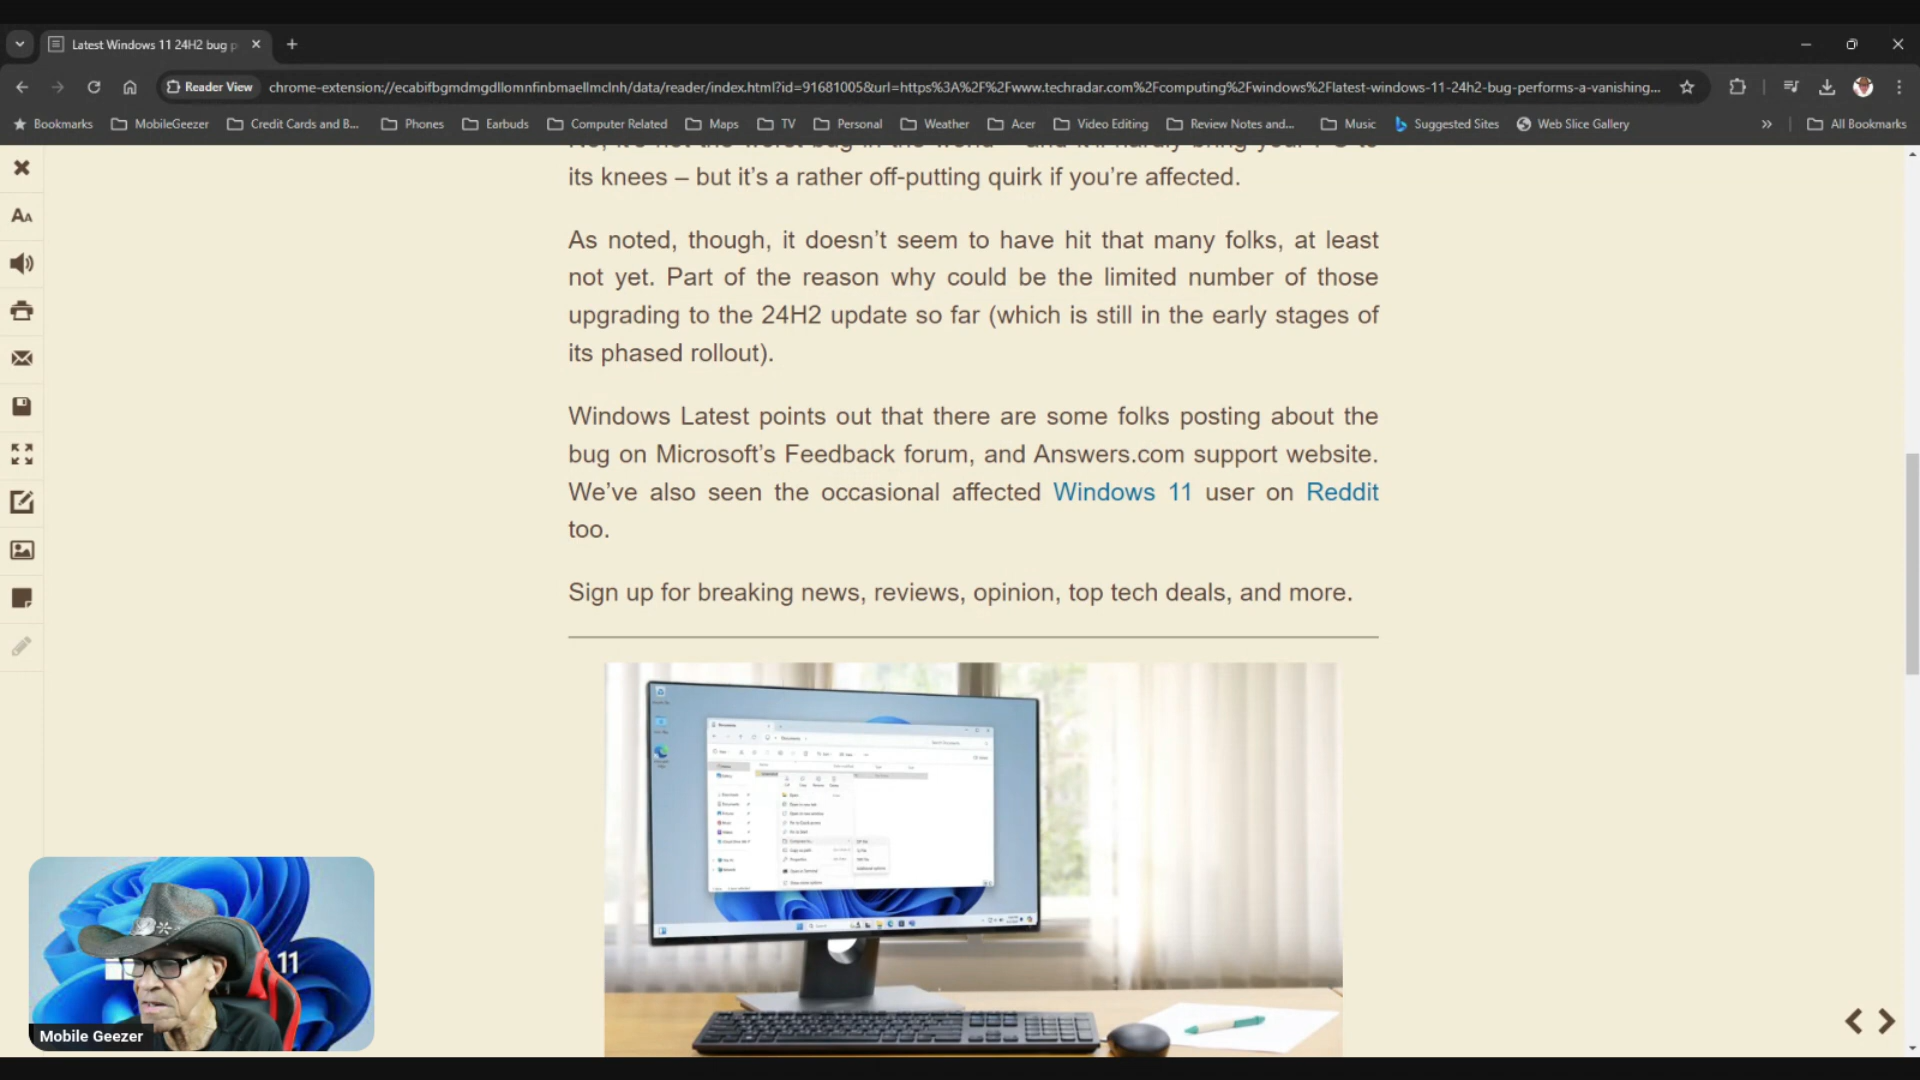 Latest Windows 11 24H2 bug p
Reader View
chrome-extension://ecabifbgmdmgdllomnfinbmaellmclnh/data/reader/index.html?id=91681005&url=https%3A%2F%2Fwww.techradar.com%2Fcomputing%2Fwindows%2Flatest-windows-11-24h2-bug-performs-a-vanishing...
Bookmarks MobileGeezer Credit Cards and B... Phones Earbuds Computer Related Maps TV Personal Weather Acer Video Editing Review Notes and... Music Suggested Sites Web Slice Gallery » All Bookmarks
its knees – but it’s a rather off-putting quirk if you’re affected.
As noted, though, it doesn’t seem to have hit that many folks, at least
not yet. Part of the reason why could be the limited number of those
upgrading to the 24H2 update so far (which is still in the early stages of
its phased rollout).
Windows Latest points out that there are some folks posting about the
bug on Microsoft’s Feedback forum, and Answers.com support website.
We’ve also seen the occasional affected Windows 11 user on Reddit
too.
Sign up for breaking news, reviews, opinion, top tech deals, and more.
11
Mobile Geezer